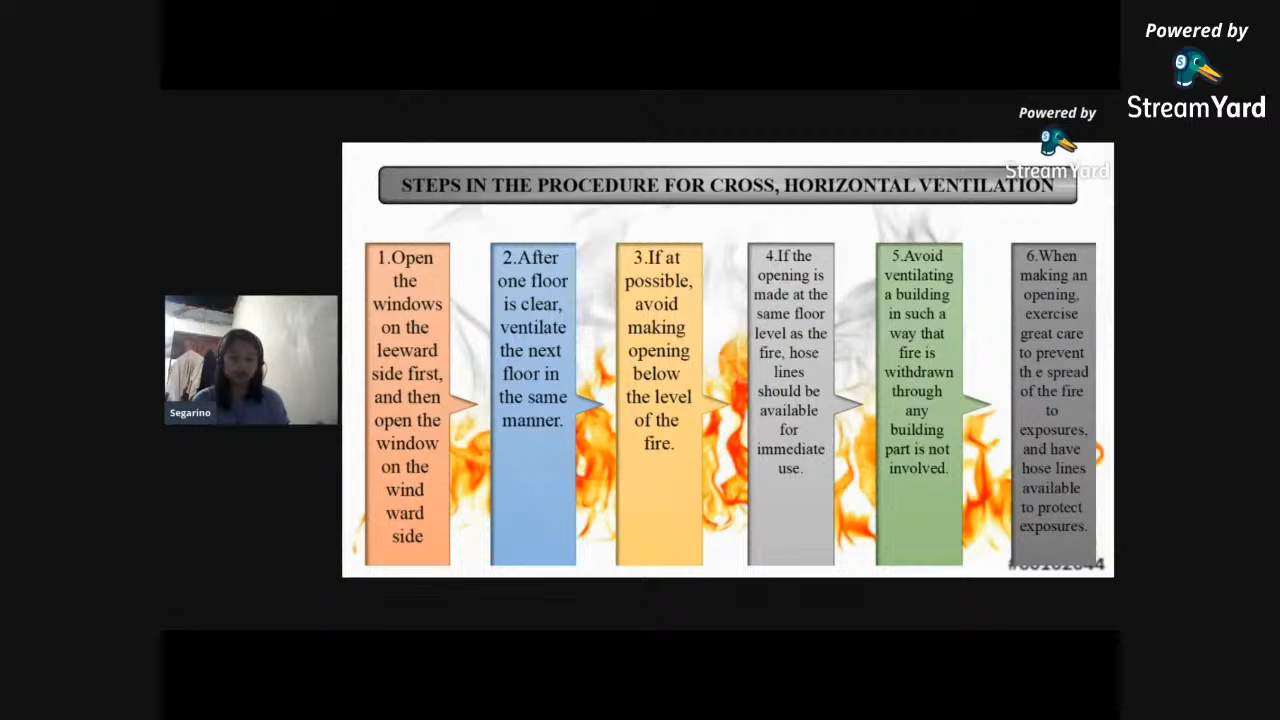 Powered by
StreamYard
Powered by
StreamYard
STEPS IN THE PROCEDURE FOR CROSS, HORIZONTAL VENTILATION
1.Open
the
windows
on the
leeward
side first,
and then
open the
window
on the
wind
ward
side
2.After
one floor
is clear,
ventilate
the next
floor in
the same
manner.
3.If at
possible,
avoid
making
opening
below
the level
of the
fire.
4.If the
opening is
made at the
same floor
level as the
fire, hose
lines
should be
available
for
immediate
use.
5.Avoid
ventilating
a building
in such a
way that
fire is
withdrawn
through
any
building
part is not
involved.
6.When
making an
opening,
exercise
great care
to prevent
th e spread
of the fire
to
exposures,
and have
hose lines
available
to protect
exposures.
Segarino